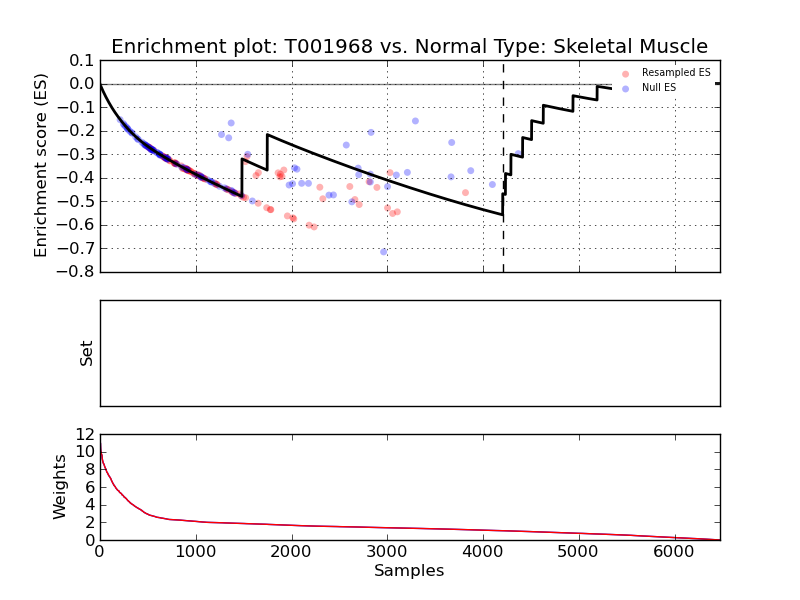 Enrichment plot: T001968 vs. Normal Type: Skeletal Muscle
Enrichment score (ES)
0.1
0.0
−0.1
−0.2
−0.3
−0.4
−0.5
−0.6
−0.7
−0.8
Resampled ES
Null ES
Set
Weights
12
10
8
6
4
2
0
0 1000 2000 3000 4000 5000 6000
Samples